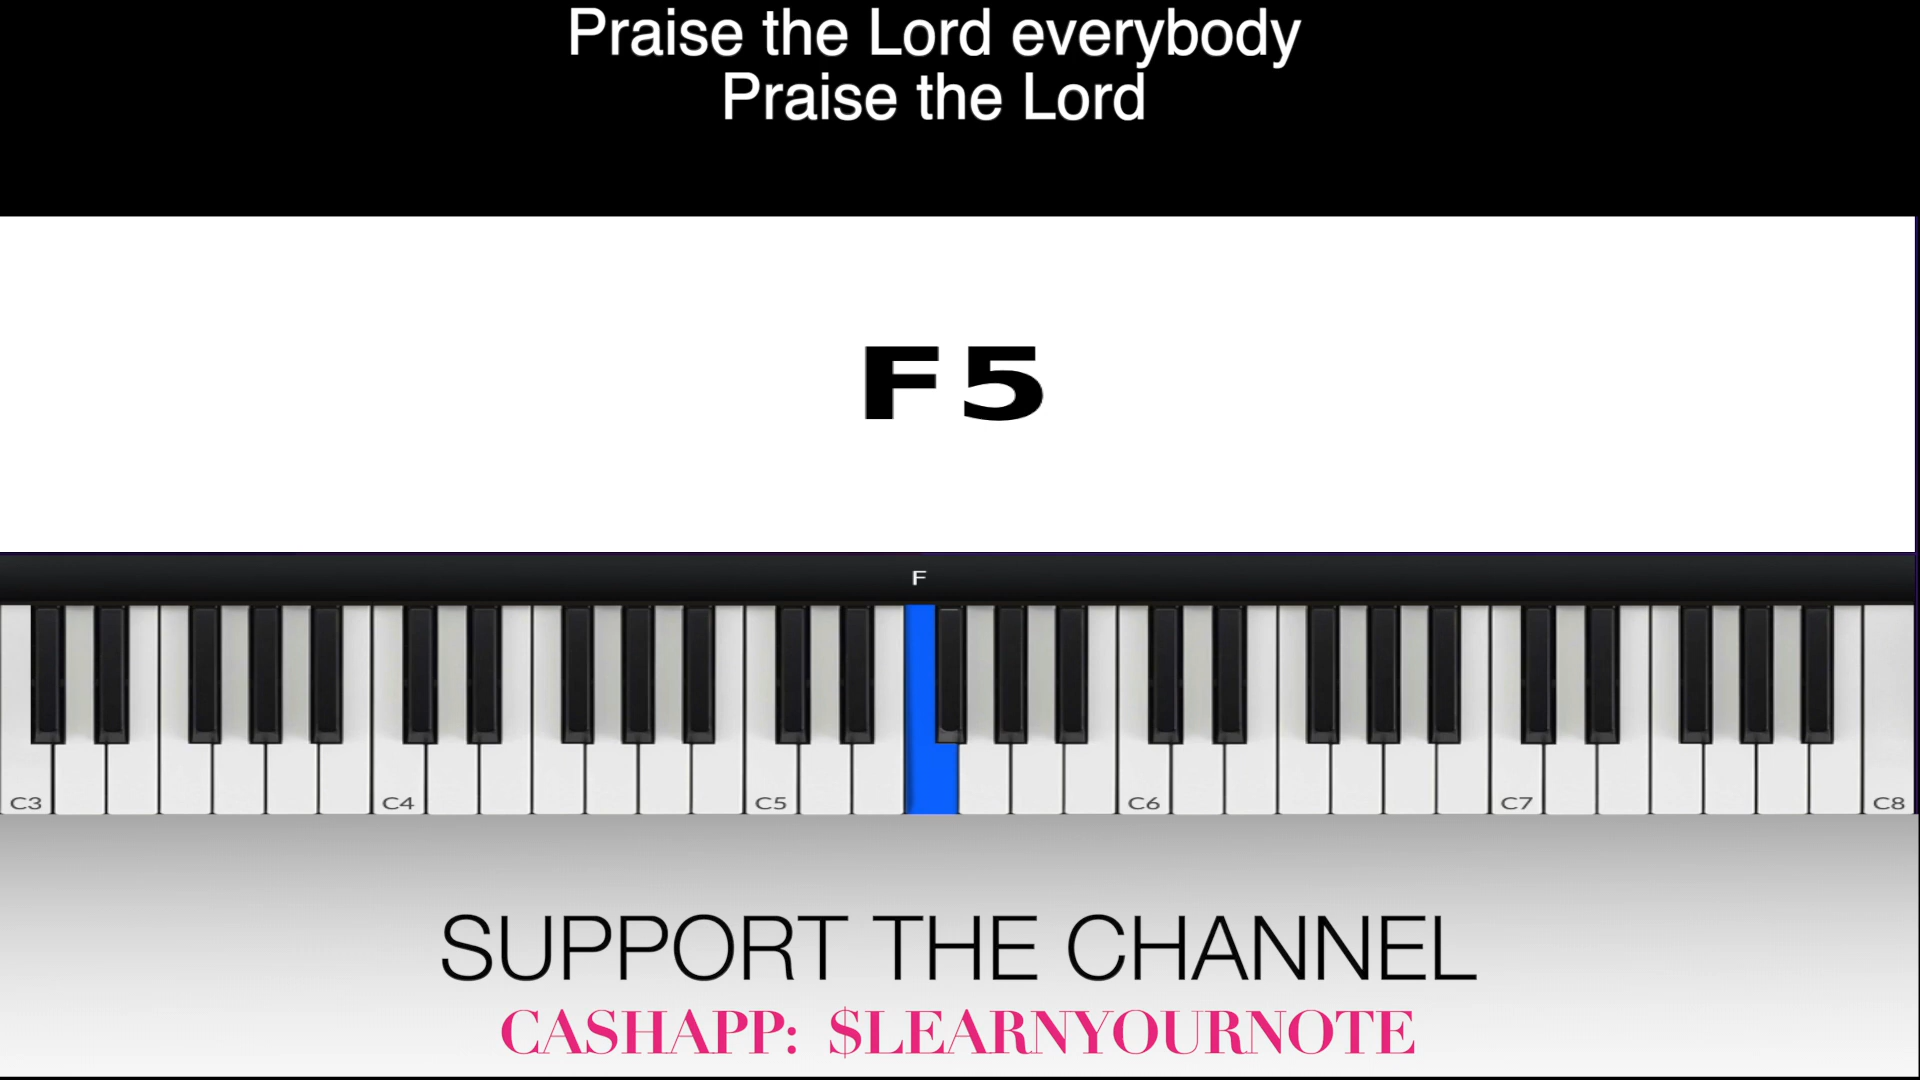 Praise the Lord everybody
Praise the Lord
F5
F
C3 C4 C5 C6 C7 C8
SUPPORT THE CHANNEL
CASHAPP: $LEARNYOURNOTE